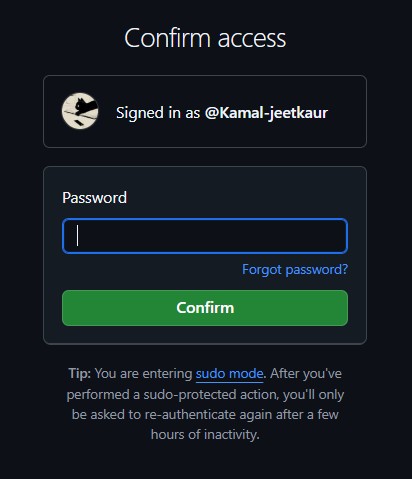 Confirm access
Signed in as @Kamal-jeetkaur
Password
Forgot password?
Confirm
Tip: You are entering sudo mode. After you've
performed a sudo-protected action, you'll only
be asked to re-authenticate again after a few
hours of inactivity.